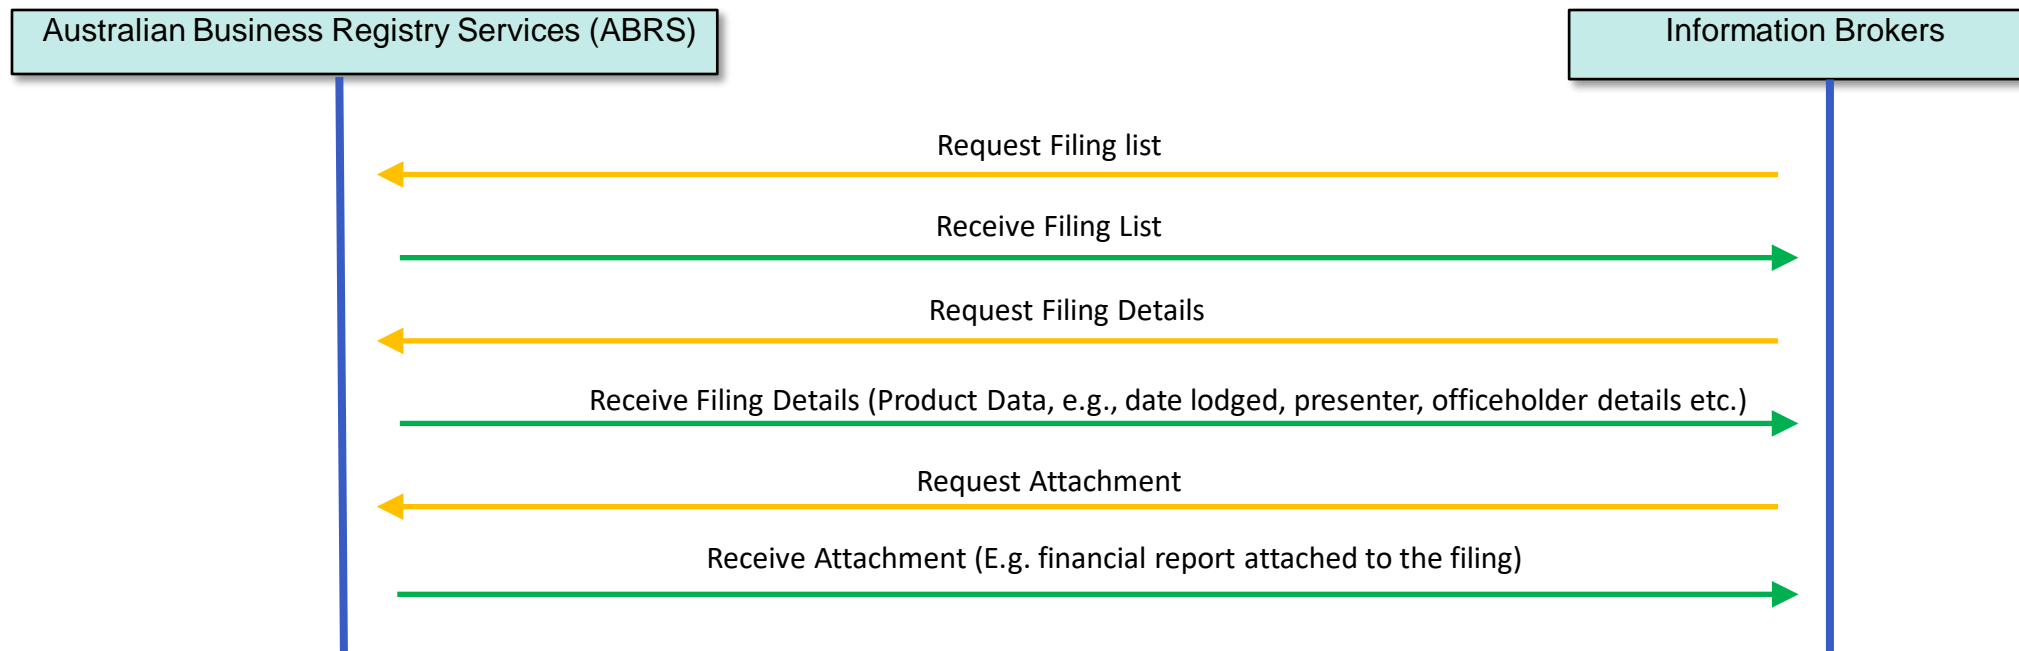 Australian Business Registry Services (ABRS)
Information Brokers
Request Filing list
Receive Filing List
Request Filing Details
Receive Filing Details (Product Data, e.g., date lodged, presenter, officeholder details etc.)
Request Attachment
Receive Attachment (E.g. financial report attached to the filing)